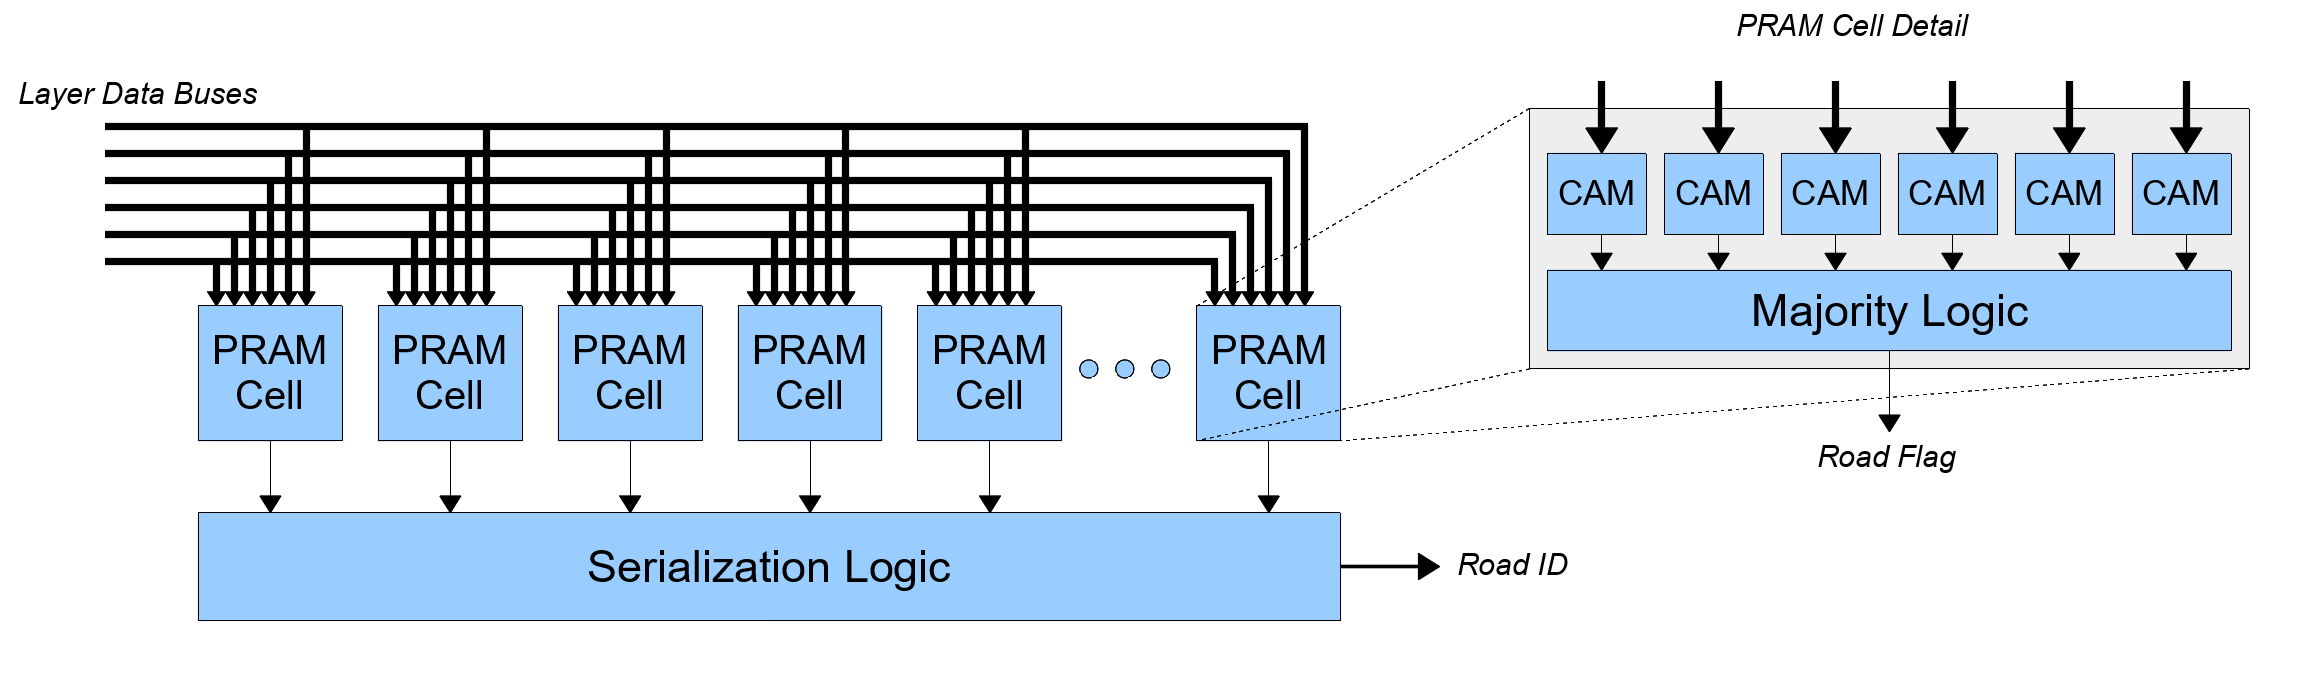 PRAM Cell Detail
Layer Data Buses
CAM CAM CAM CAM CAM CAM
Majority Logic
PRAM PRAM PRAM PRAM PRAM PRAM
Cell Cell Cell Cell Cell Cell
Road Flag
Serialization Logic
Road ID